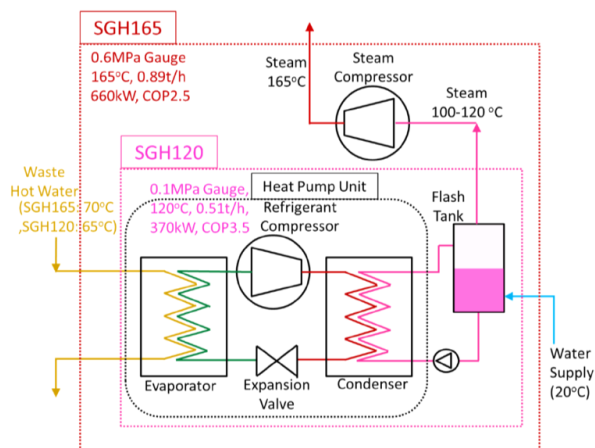 SGH165
0.6MPa Gauge
165°C, 0.89t/h
660kW, COP2.5
Steam
165°C
Steam
Compressor
Steam
100-120 °C
SGH120
Waste
Hot Water
(SGH165: 70°C
,SGH120: 65°C)
0.1MPa Gauge,
120°C, 0.51t/h,
370kW, COP3.5
Heat Pump Unit
Refrigerant
Compressor
Flash
Tank
Evaporator
Expansion
Valve
Condenser
Water
Supply
(20°C)